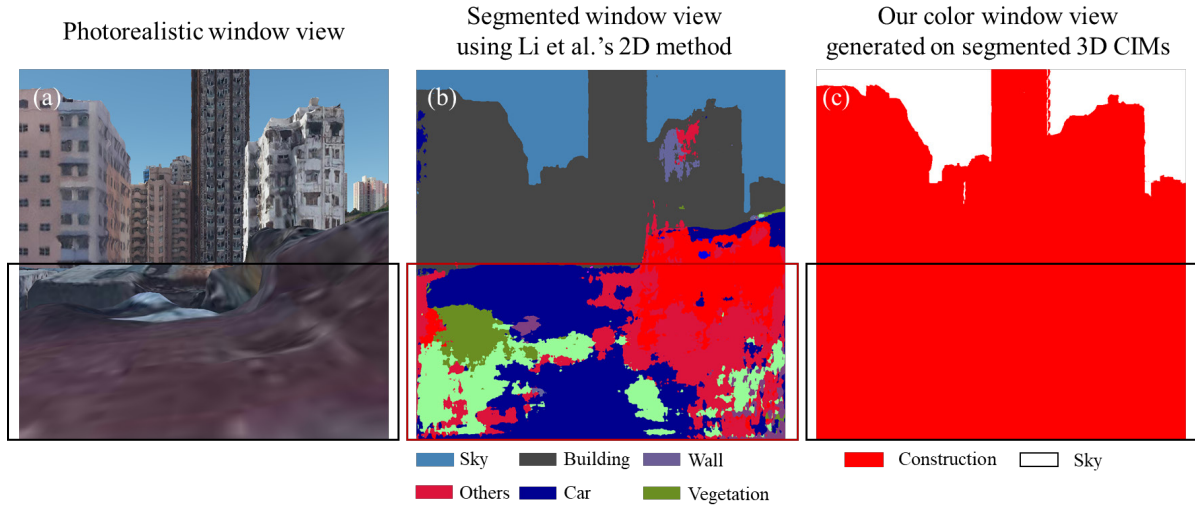 Photorealistic window view
Segmented window view
using Li et al.'s 2D method
Our color window view
generated on segmented 3D CIMs
(a)
(b)
(c)
Sky
Building
Wall
Others
Car
Vegetation
Construction
Sky